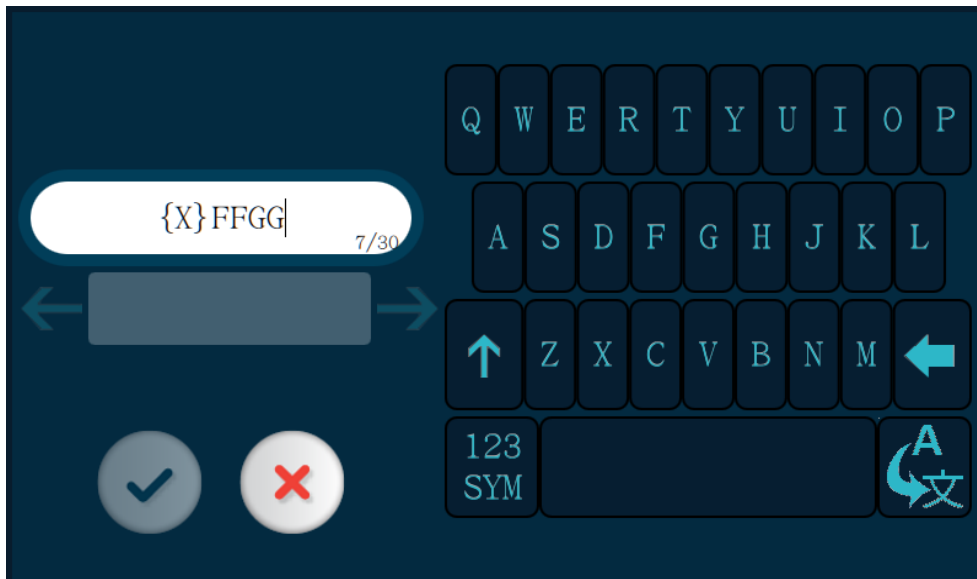 {X}FFGG
7/30
Q W E R T Y U I O P
A S D F G H J K L
Z X C V B N M
123
SYM
A
文